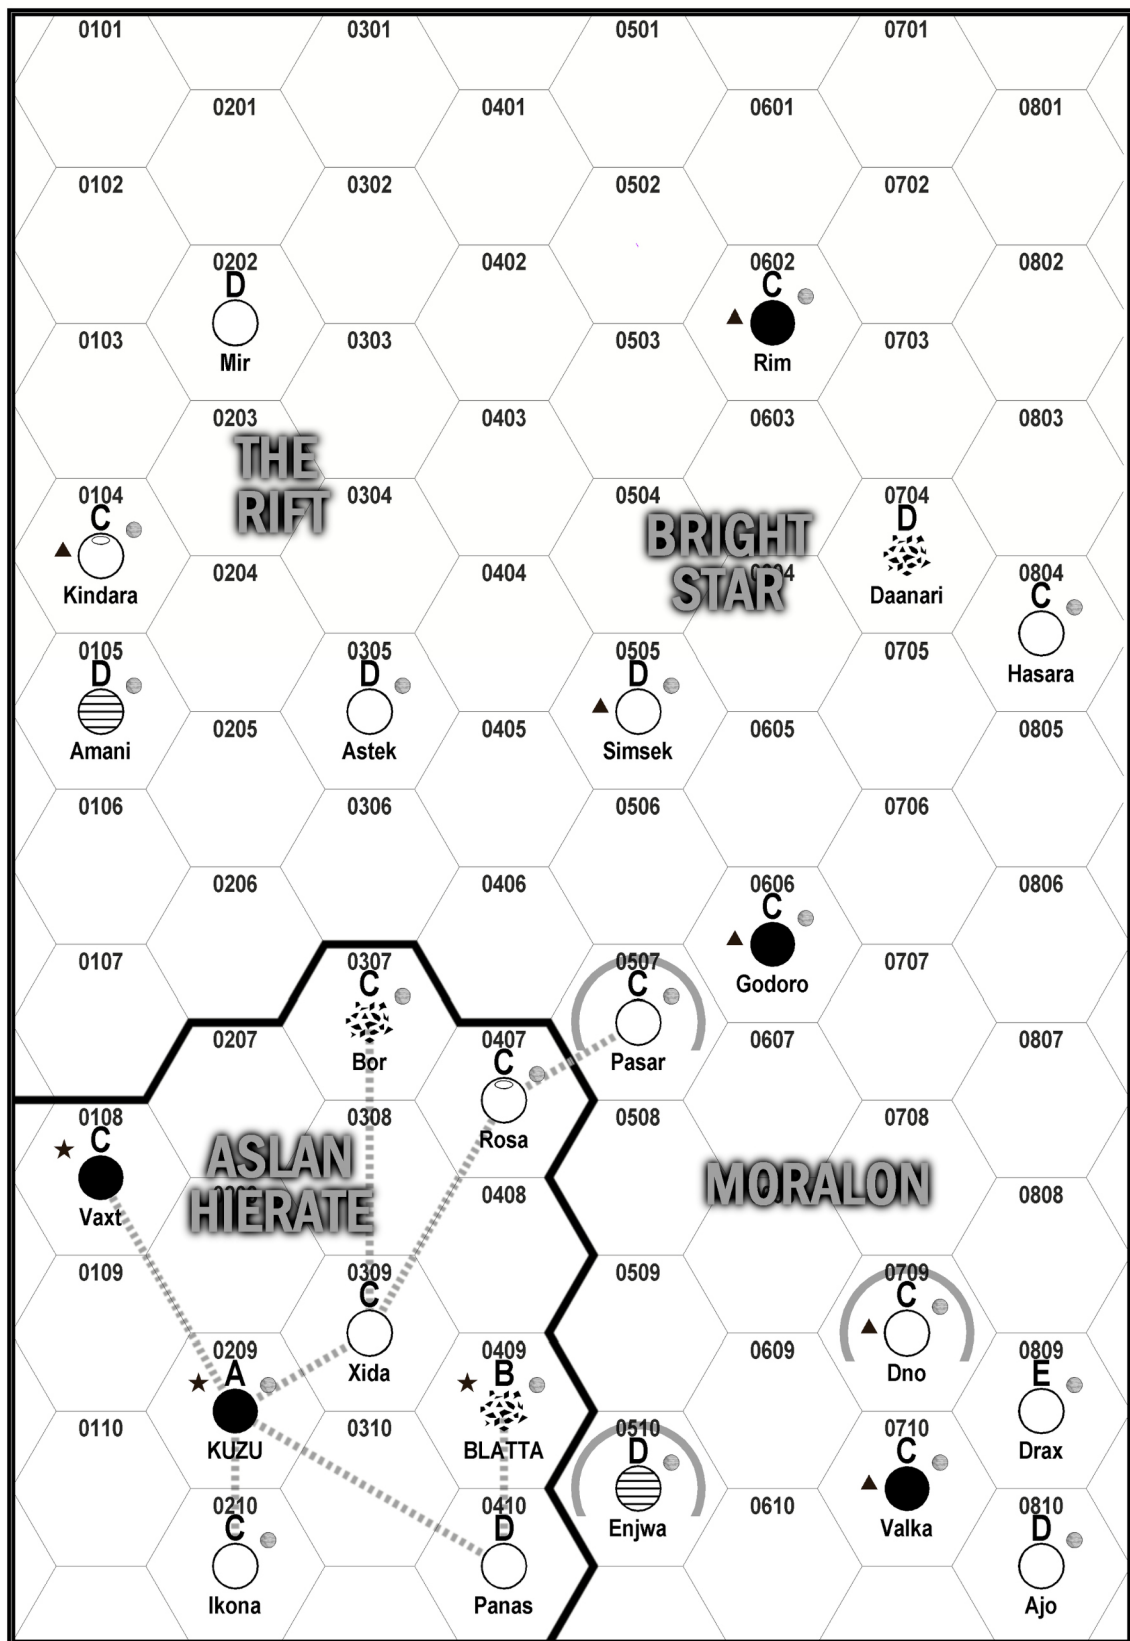 0101 0301 0501 0701
0201 0401 0601 0801
0102 0302 0502 0702
0202 0402 0602 0802
D C
Mir Rim
0103 0303 0503 0703
0203 0403 0603 0803
THE
RIFT
0104 0304 0504 0704
C D
Kindara Daanari
BRIGHT
STAR
0204 0404 0804
C
Hasara
0105 0305 0505 0705
D D D
Amani Astek Simsek
0205 0405 0605 0805
0106 0306 0506 0706
0206 0406 0606 0806
C
Godoro
0107 0307 0507 0707
C C
Bor Pasar
0207 0407 0607 0807
C
Rosa
0108 0308 0508 0708
C
Vaxt
ASLAN
HIERATE
MORALON
0408 0808
0109 0309 0509 0709
C C
Xida Dno
0209 0409 0609 0809
A B E
KUZU BLATTA Drax
0110 0310 0510 0710
D C
Enjwa Valka
0210 0410 0610 0810
C D D
Ikona Panas Ajo